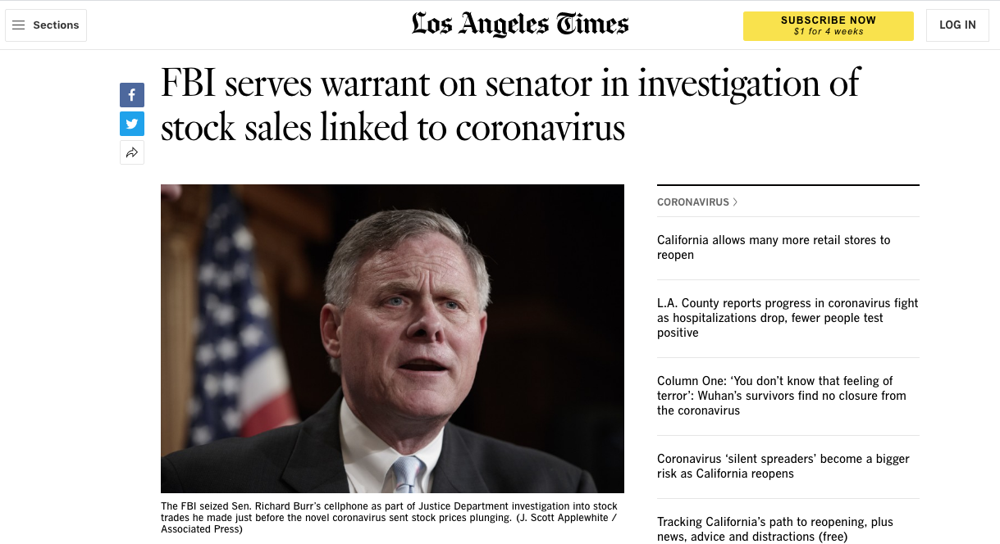 Sections
Los Angeles Times
SUBSCRIBE NOW
$1 for 4 weeks
LOG IN
FBI serves warrant on senator in investigation of
stock sales linked to coronavirus
The FBI seized Sen. Richard Burr’s cellphone as part of Justice Department investigation into stock
trades he made just before the novel coronavirus sent stock prices plunging. (J. Scott Applewhite /
Associated Press)
CORONAVIRUS
California allows many more retail stores to
reopen
L.A. County reports progress in coronavirus fight
as hospitalizations drop, fewer people test
positive
Column One: ‘You don’t know that feeling of
terror’: Wuhan’s survivors find no closure from
the coronavirus
Coronavirus ‘silent spreaders’ become a bigger
risk as California reopens
Tracking California’s path to reopening, plus
news, advice and distractions (free)